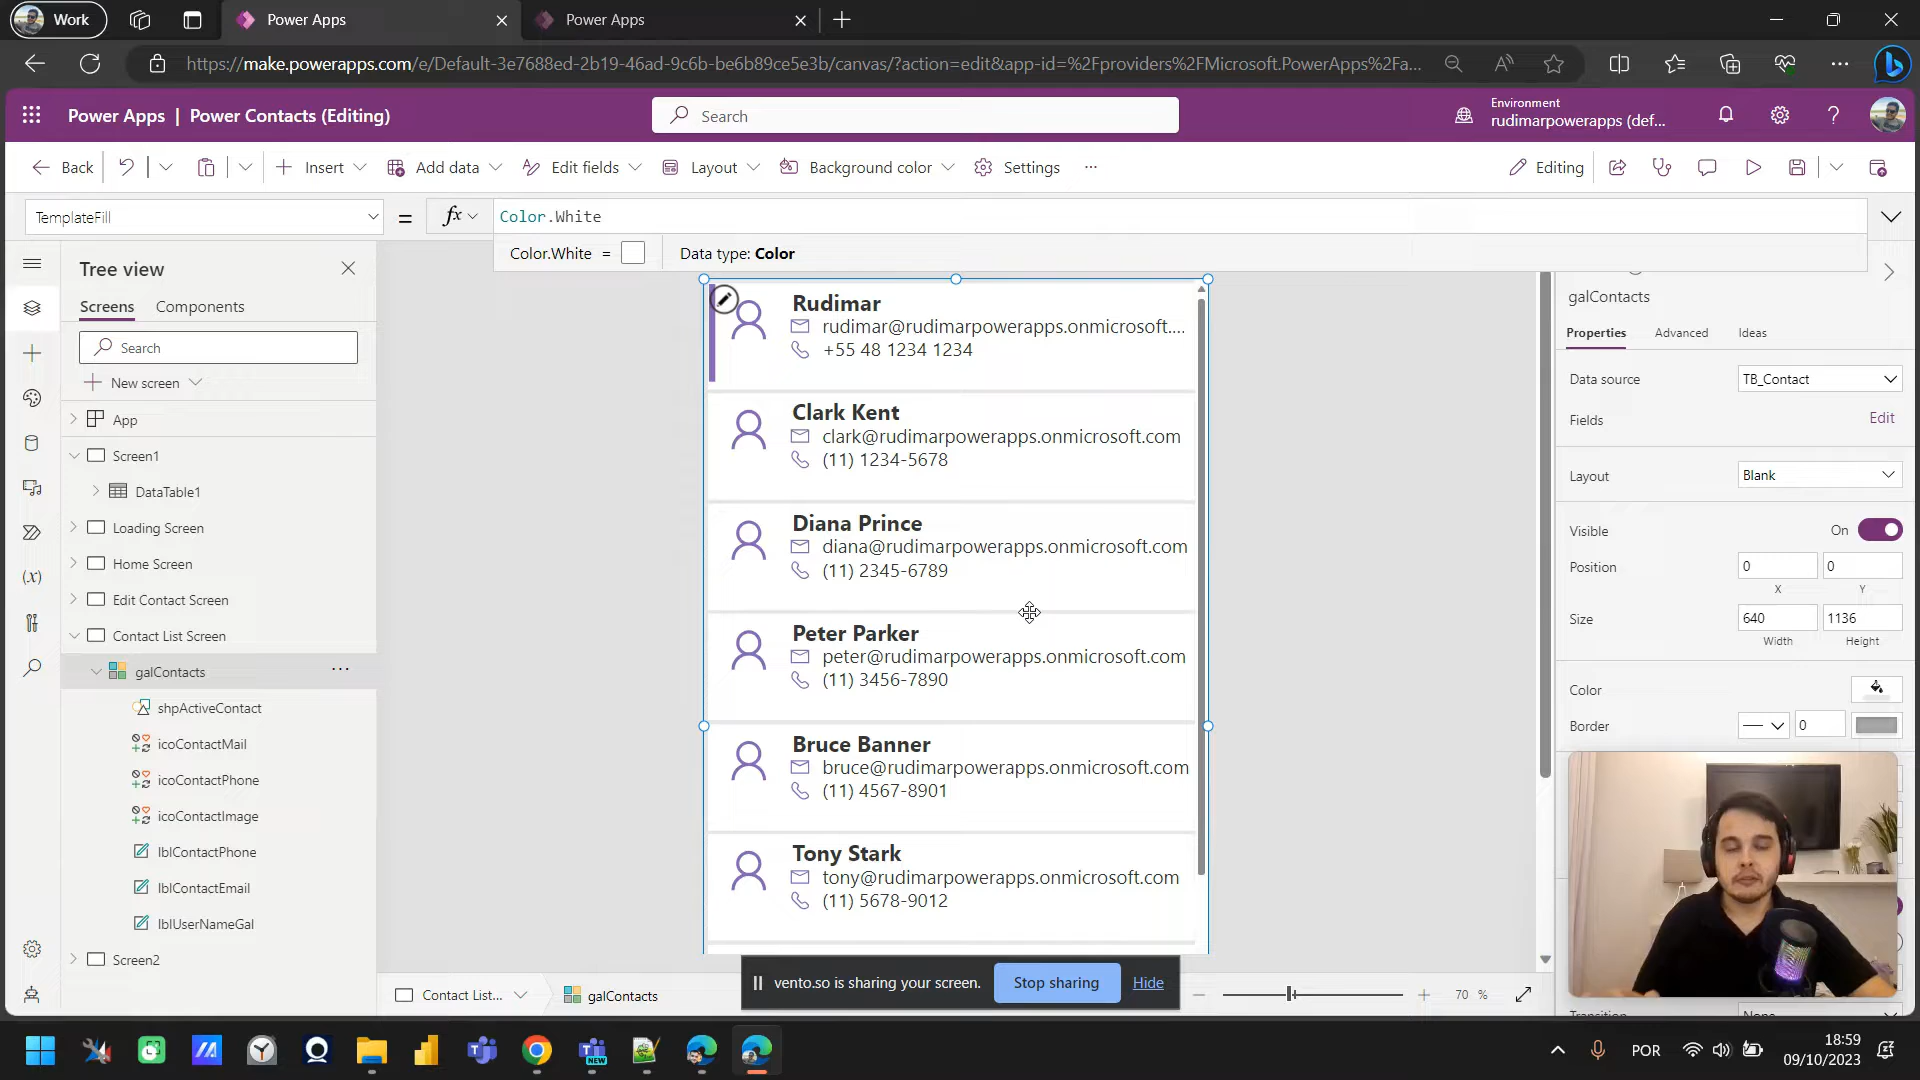 Work
Power Apps
Power Apps
https://make.powerapps.com/e/Default-3e7688ed-2b19-46ad-9c6b-be6b89ce5e3b/canvas/?action=edit&app-id=%2Fproviders%2FMicrosoft.PowerApps%2Fa...
Power Apps | Power Contacts (Editing)
Search
Environment
rudimarpowerapps (def...
Back
Insert
Add data
Edit fields
Layout
Background color
Settings
Editing
TemplateFill
= fx
Color.White
Color.White =
Data type: Color
Tree view
Screens
Components
Search
New screen
App
Screen1
DataTable1
Loading Screen
Home Screen
Edit Contact Screen
Contact List Screen
galContacts
shpActiveContact
icoContactMail
icoContactPhone
icoContactImage
lblContactPhone
lblContactEmail
lblUserNameGal
Screen2
Rudimar
rudimar@rudimarpowerapps.onmicrosoft....
+55 48 1234 1234
Clark Kent
clark@rudimarpowerapps.onmicrosoft.com
(11) 1234-5678
Diana Prince
diana@rudimarpowerapps.onmicrosoft.com
(11) 2345-6789
Peter Parker
peter@rudimarpowerapps.onmicrosoft.com
(11) 3456-7890
Bruce Banner
bruce@rudimarpowerapps.onmicrosoft.com
(11) 4567-8901
Tony Stark
tony@rudimarpowerapps.onmicrosoft.com
(11) 5678-9012
galContacts
Properties
Advanced
Ideas
Data source
TB_Contact
Fields
Edit
Layout
Blank
Visible
On
Position
0
0
X
Y
Size
640
1136
Width
Height
Color
Border
0
Contact List...
galContacts
vento.so is sharing your screen.
Stop sharing
Hide
70 %
NEW
POR
18:59
09/10/2023